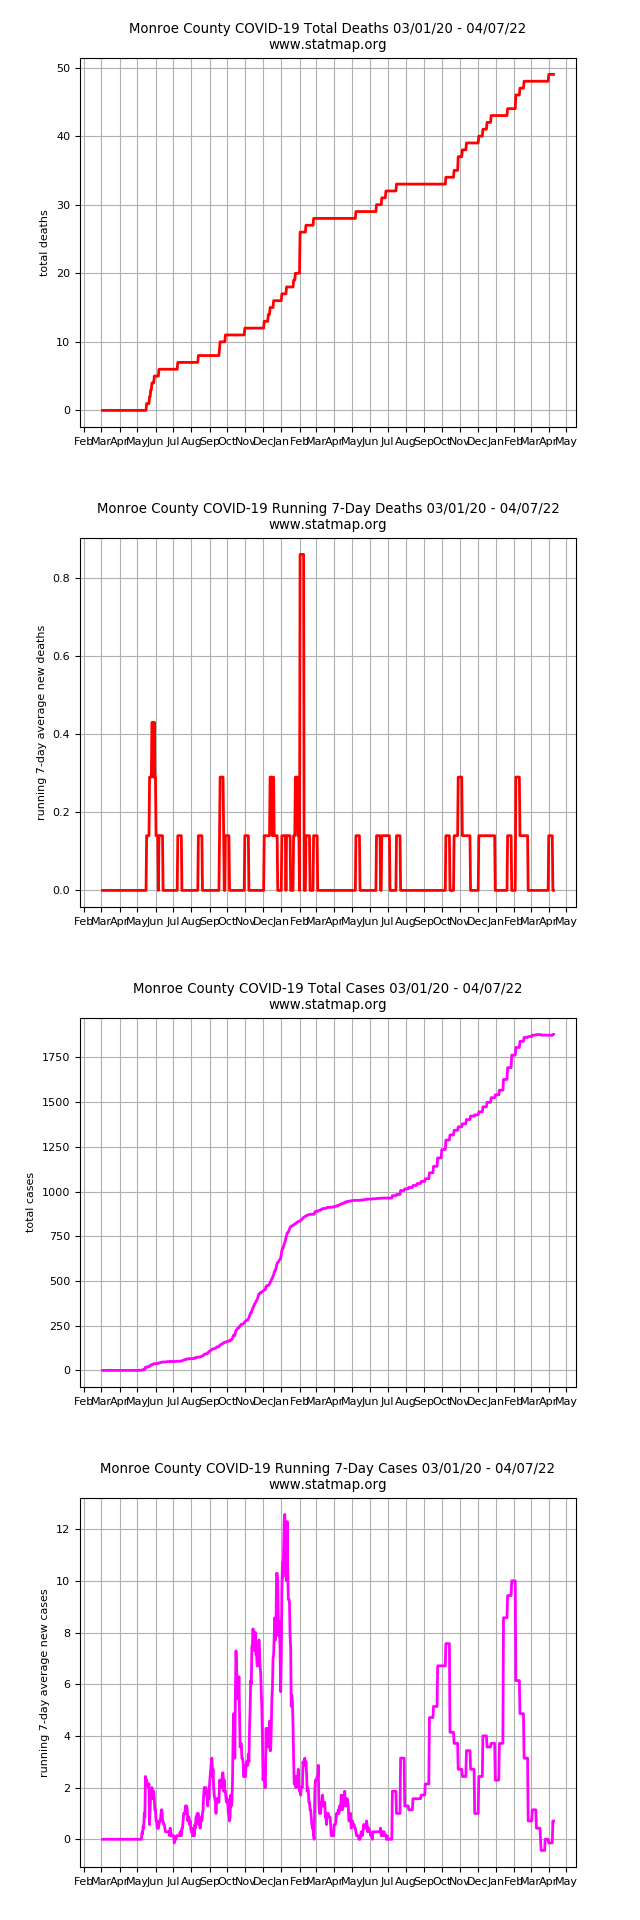 Monroe County COVID-19 Total Deaths 03/01/20 - 04/07/22
www.statmap.org
50
40
30
20
10
0
total deaths
Feb Mar Apr May Jun Jul Aug Sep Oct Nov Dec Jan Feb Mar Apr May Jun Jul Aug Sep Oct Nov Dec Jan Feb Mar Apr May
Monroe County COVID-19 Running 7-Day Deaths 03/01/20 - 04/07/22
www.statmap.org
0.8
0.6
0.4
0.2
0.0
running 7-day average new deaths
Feb Mar Apr May Jun Jul Aug Sep Oct Nov Dec Jan Feb Mar Apr May Jun Jul Aug Sep Oct Nov Dec Jan Feb Mar Apr May
Monroe County COVID-19 Total Cases 03/01/20 - 04/07/22
www.statmap.org
1750
1500
1250
1000
750
500
250
0
total cases
Feb Mar Apr May Jun Jul Aug Sep Oct Nov Dec Jan Feb Mar Apr May Jun Jul Aug Sep Oct Nov Dec Jan Feb Mar Apr May
Monroe County COVID-19 Running 7-Day Cases 03/01/20 - 04/07/22
www.statmap.org
12
10
8
6
4
2
0
running 7-day average new cases
Feb Mar Apr May Jun Jul Aug Sep Oct Nov Dec Jan Feb Mar Apr May Jun Jul Aug Sep Oct Nov Dec Jan Feb Mar Apr May